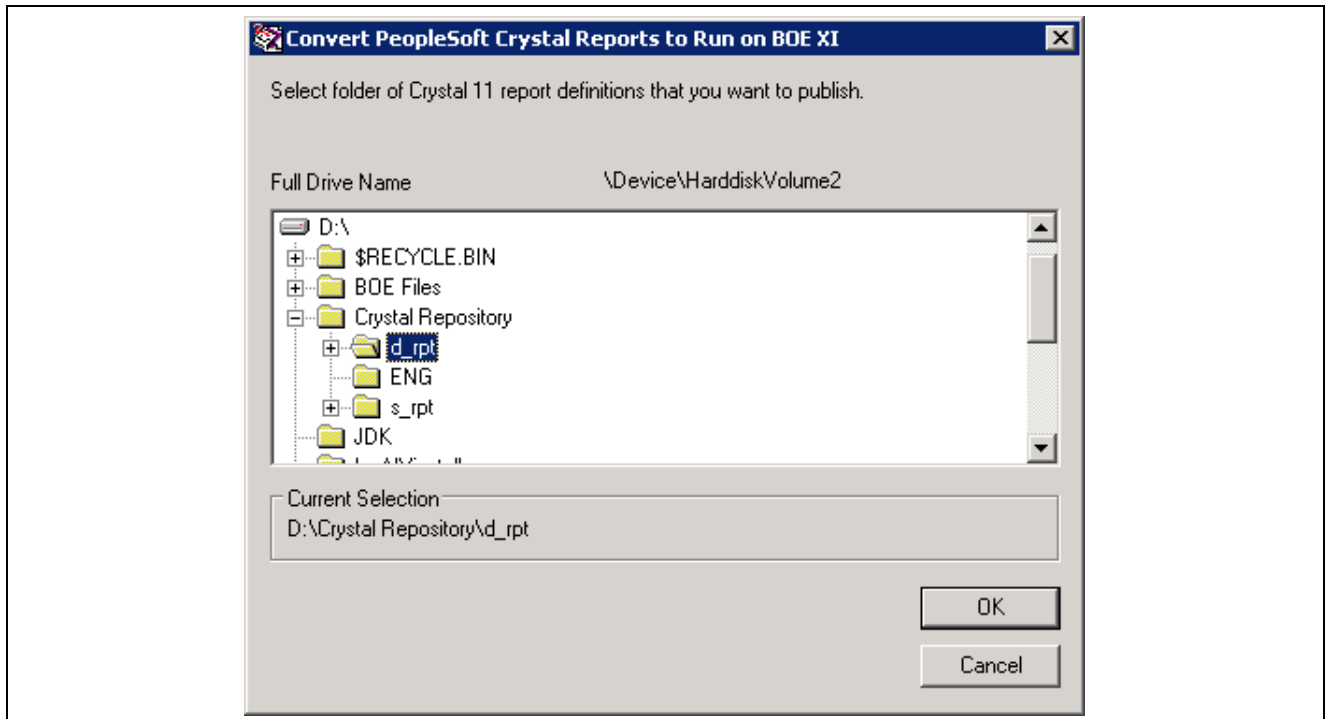 Convert PeopleSoft Crystal Reports to Run on BOE XI
Select folder of Crystal 11 report definitions that you want to publish.
Full Drive Name \Device\HarddiskVolume2
D:\
$RECYCLE.BIN
BOE Files
Crystal Repository
d_rpt
ENG
s_rpt
JDK
Current Selection
D:\Crystal Repository\d_rpt
OK
Cancel